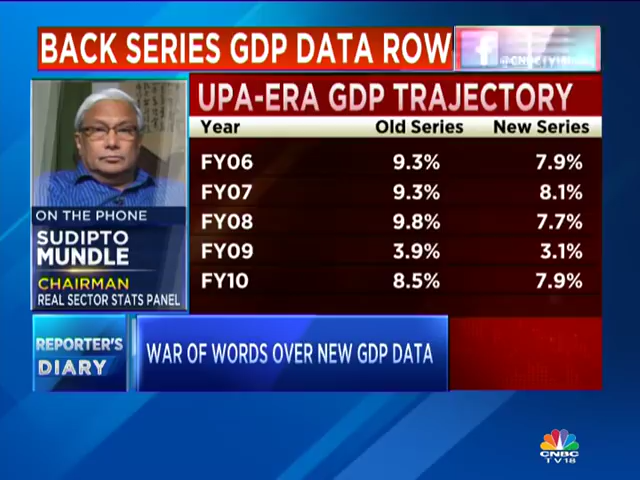 BACK SERIES GDP DATA ROW
@CNBCTV18
UPA-ERA GDP TRAJECTORY
Year Old Series New Series
FY06 9.3% 7.9%
FY07 9.3% 8.1%
FY08 9.8% 7.7%
FY09 3.9% 3.1%
FY10 8.5% 7.9%
ON THE PHONE
SUDIPTO
MUNDLE
CHAIRMAN
REAL SECTOR STATS PANEL
REPORTER'S
DIARY
WAR OF WORDS OVER NEW GDP DATA
CNBC
TV18